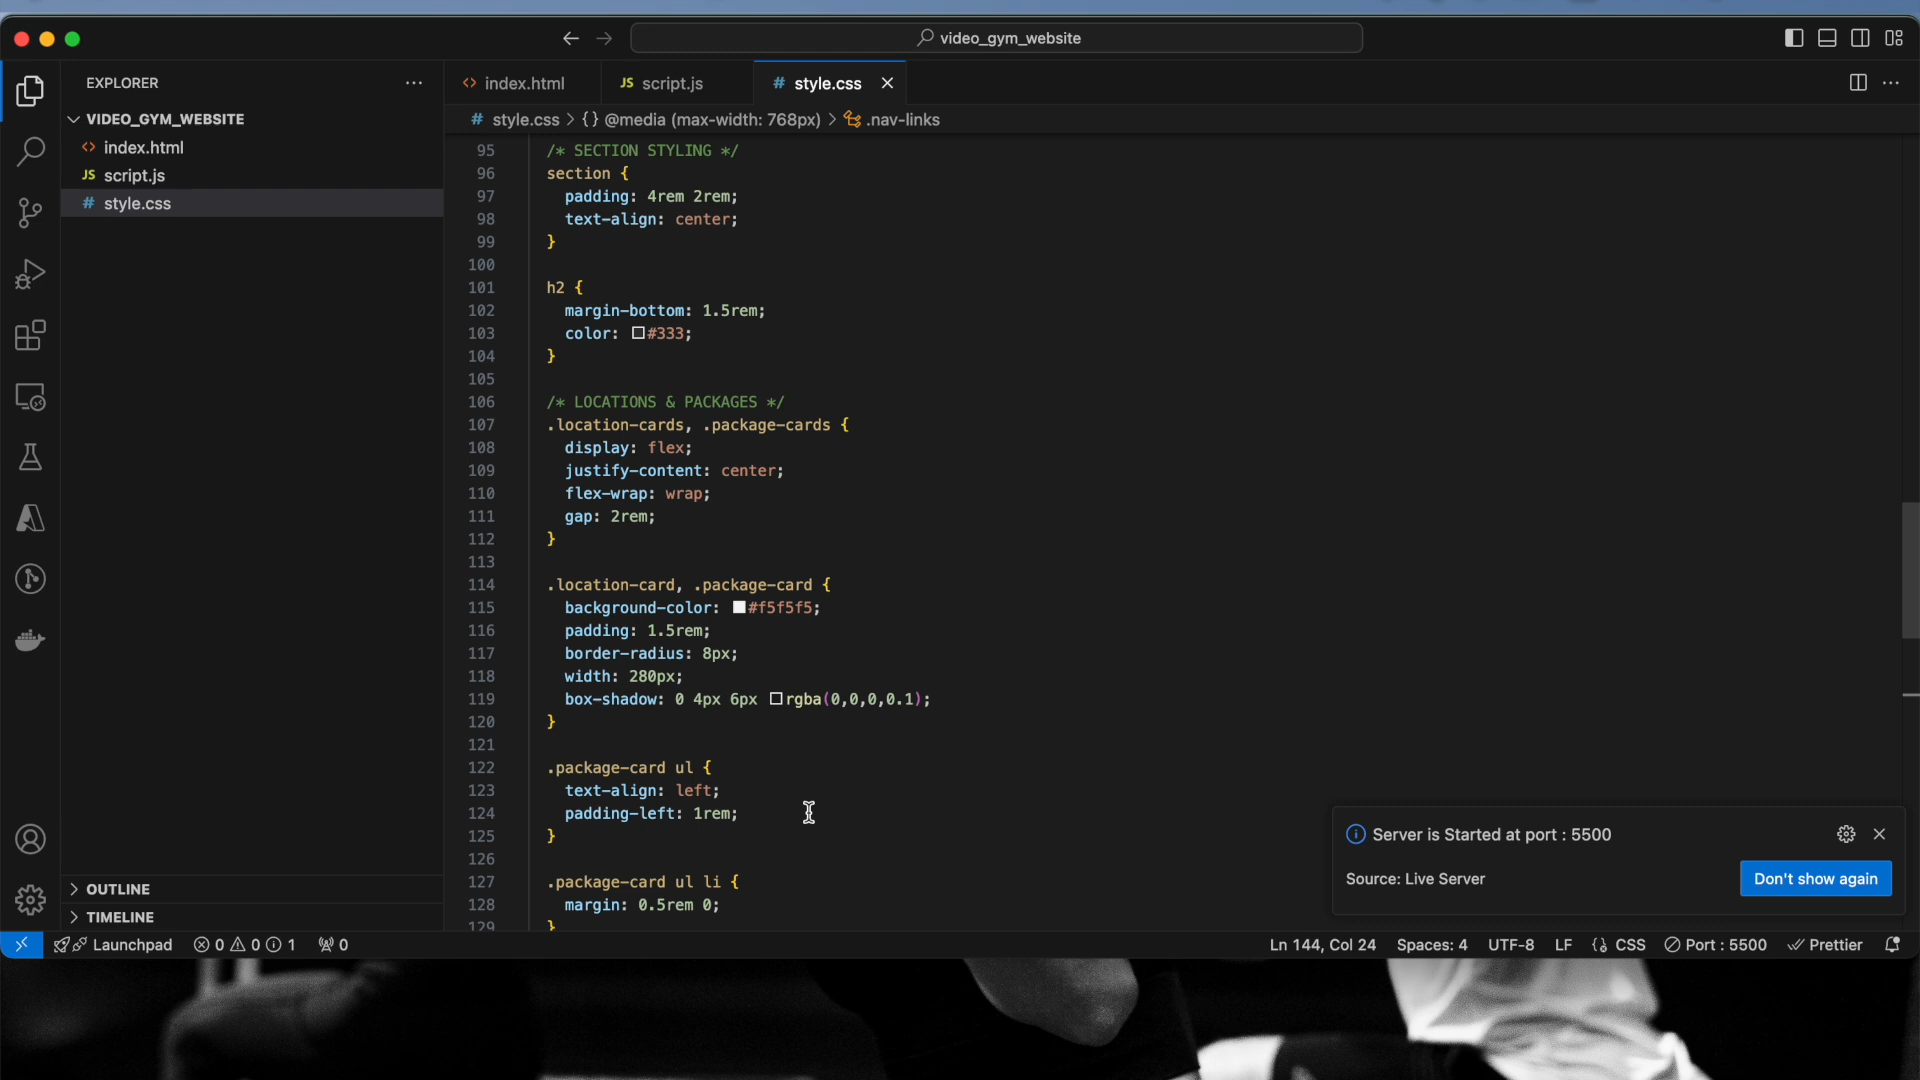 video_gym_website
EXPLORER
VIDEO_GYM_WEBSITE
index.html
JS script.js
# style.css
OUTLINE
TIMELINE
index.html
JS script.js
# style.css
# style.css > {} @media (max-width: 768px) > .nav-links
95 /* SECTION STYLING */
96 section {
97 padding: 4rem 2rem;
98 text-align: center;
99 }
100
101 h2 {
102 margin-bottom: 1.5rem;
103 color: #333;
104 }
105
106 /* LOCATIONS & PACKAGES */
107 .location-cards, .package-cards {
108 display: flex;
109 justify-content: center;
110 flex-wrap: wrap;
111 gap: 2rem;
112 }
113
114 .location-card, .package-card {
115 background-color: #f5f5f5;
116 padding: 1.5rem;
117 border-radius: 8px;
118 width: 280px;
119 box-shadow: 0 4px 6px rgba(0,0,0,0.1);
120 }
121
122 .package-card ul {
123 text-align: left;
124 padding-left: 1rem;
125 }
126
127 .package-card ul li {
128 margin: 0.5rem 0;
129 }
Server is Started at port : 5500
Source: Live Server
Don't show again
Launchpad 0 0 1 0
Ln 144, Col 24 Spaces: 4 UTF-8 LF CSS Port : 5500 Prettier